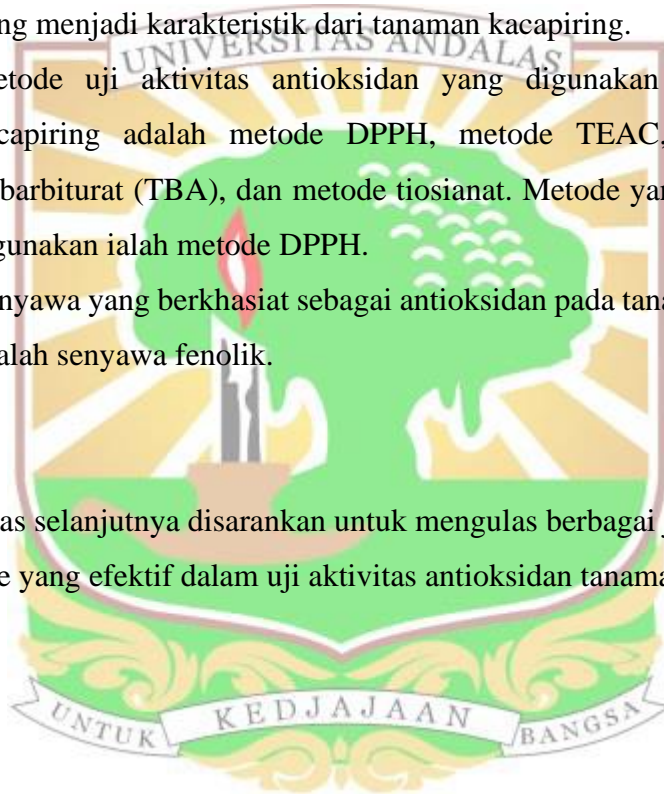 ng menjadi karakteristik dari tanaman kacapiring.
UNIVERSITAS ANDALAS
etode uji aktivitas antioksidan yang digunakan
capiring adalah metode DPPH, metode TEAC,
barbiturat (TBA), dan metode tiosianat. Metode yan
gunakan ialah metode DPPH.
nyawa yang berkhasiat sebagai antioksidan pada tana
alah senyawa fenolik.
as selanjutnya disarankan untuk mengulas berbagai j
e yang efektif dalam uji aktivitas antioksidan tanama
UNTUK KEDJAJAAN BANGSA